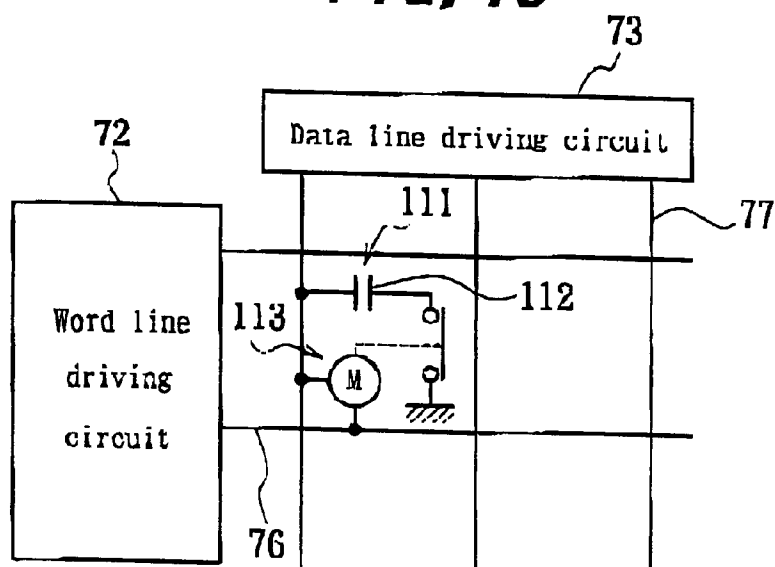 73
Data line driving circuit
72
111
77
112
Word line
driving
circuit
113
M
76